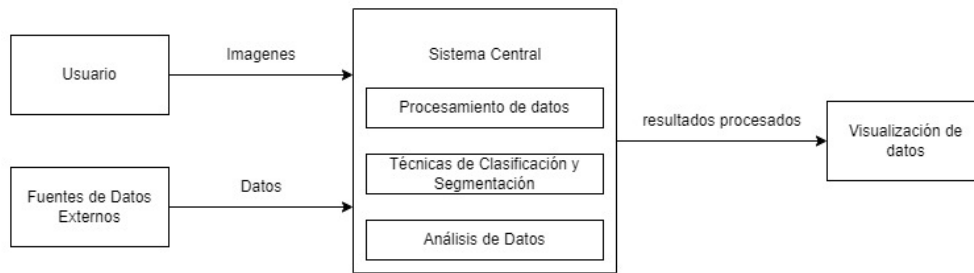 Usuario
Imagenes
Fuentes de Datos
Externos
Datos
Sistema Central
Procesamiento de datos
Técnicas de Clasificación y
Segmentación
Análisis de Datos
resultados procesados
Visualización de
datos